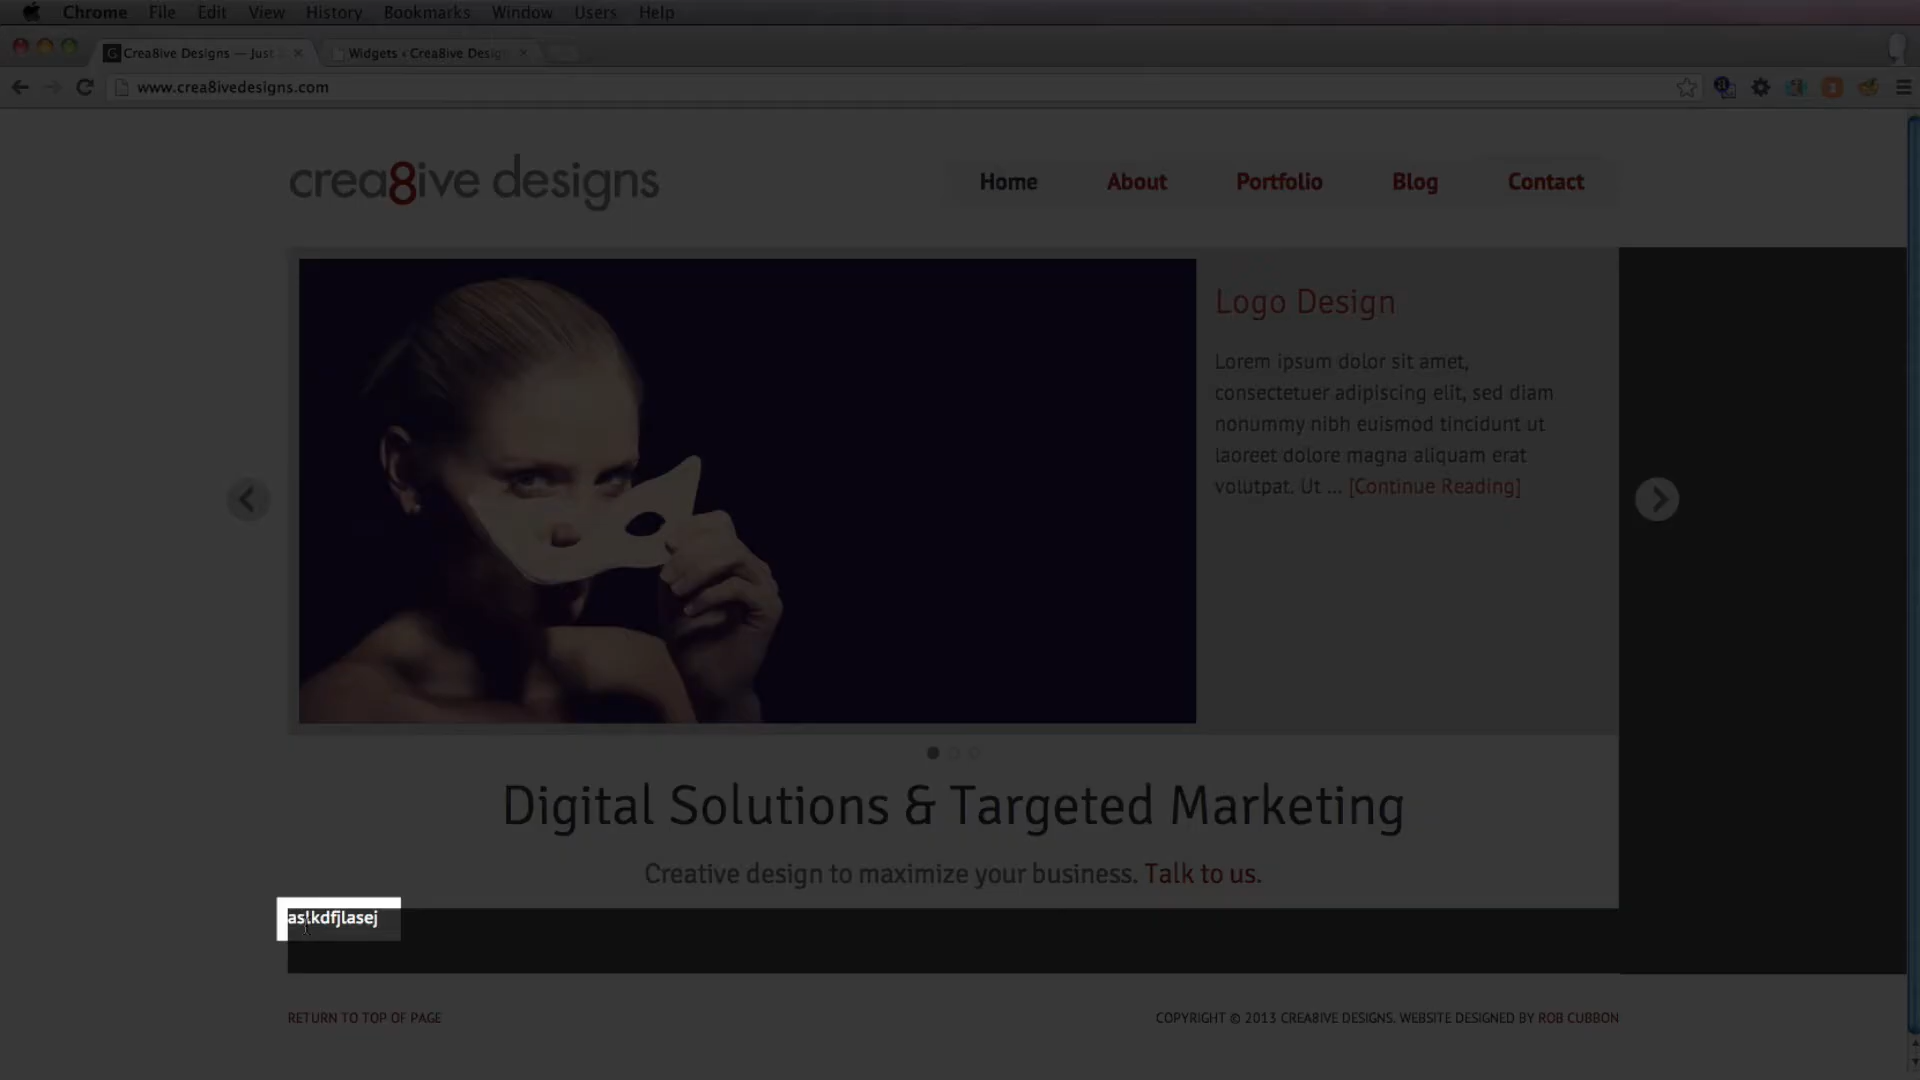 Chrome File Edit View History Bookmarks Window Users Help
Crea8ive Designs — Just Widgets ‹ Crea8ive Desig
www.crea8ivedesigns.com
crea8ive designs
Home About Portfolio Blog Contact
Logo Design
Lorem ipsum dolor sit amet,
consectetuer adipiscing elit, sed diam
nonummy nibh euismod tincidunt ut
laoreet dolore magna aliquam erat
volutpat. Ut ... [Continue Reading]
Digital Solutions & Targeted Marketing
Creative design to maximize your business. Talk to us.
aslkdfjlasej
RETURN TO TOP OF PAGE
COPYRIGHT © 2013 CREA8IVE DESIGNS. WEBSITE DESIGNED BY ROB CUBBON